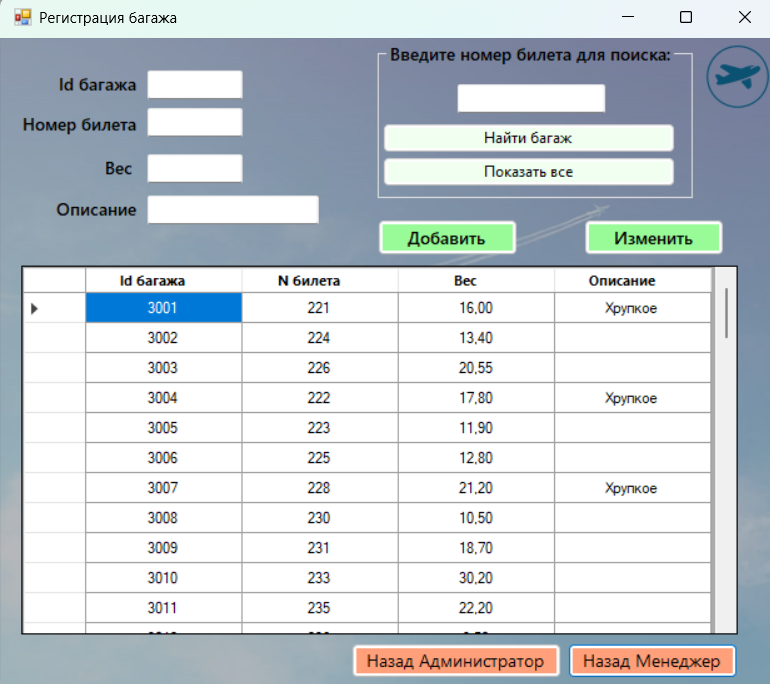 Регистрация багажа
Введите номер билета для поиска:
Id багажа
Номер билета
Вес
Описание
Найти багаж
Показать все
Добавить Изменить
Id багажа N билета Вес Описание
3001 221 16,00 Хрупкое
3002 224 13,40
3003 226 20,55
3004 222 17,80 Хрупкое
3005 223 11,90
3006 225 12,80
3007 228 21,20 Хрупкое
3008 230 10,50
3009 231 18,70
3010 233 30,20
3011 235 22,20
Назад Администратор Назад Менеджер